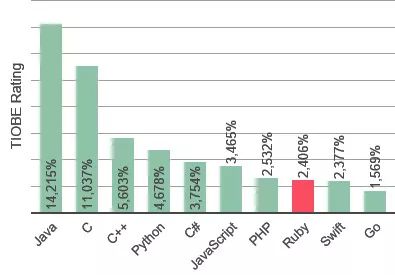 TIOBE Rating
14,215%
11,037%
5,603%
4,678%
3,754%
3,465%
2,532%
2,406%
2,377%
1,569%
Java
C
C++
Python
C#
JavaScript
PHP
Ruby
Swift
Go